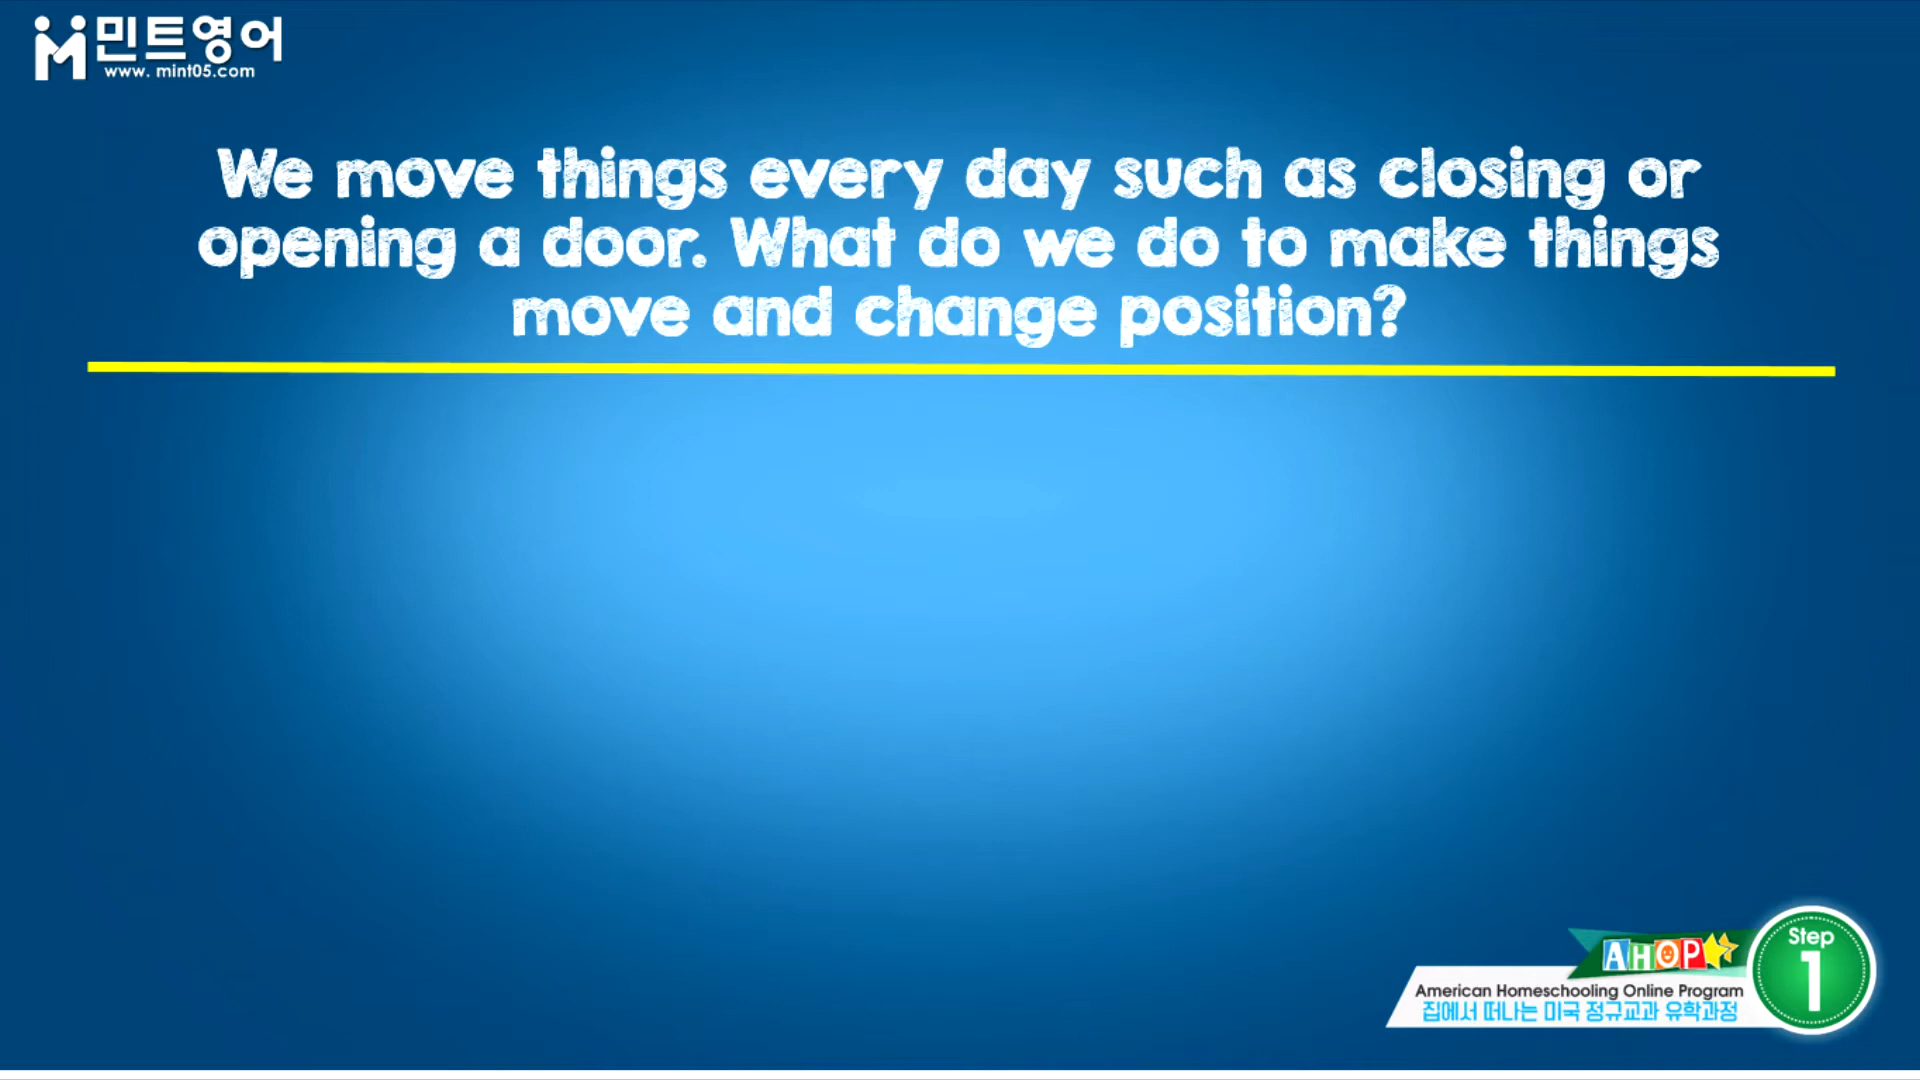 민트영어
www. mint05.com
We move things every day such as closing or
opening a door. What do we do to make things
move and change position?
AHOP
Step
1
American Homeschooling Online Program
집에서 떠나는 미국 정규교과 유학과정